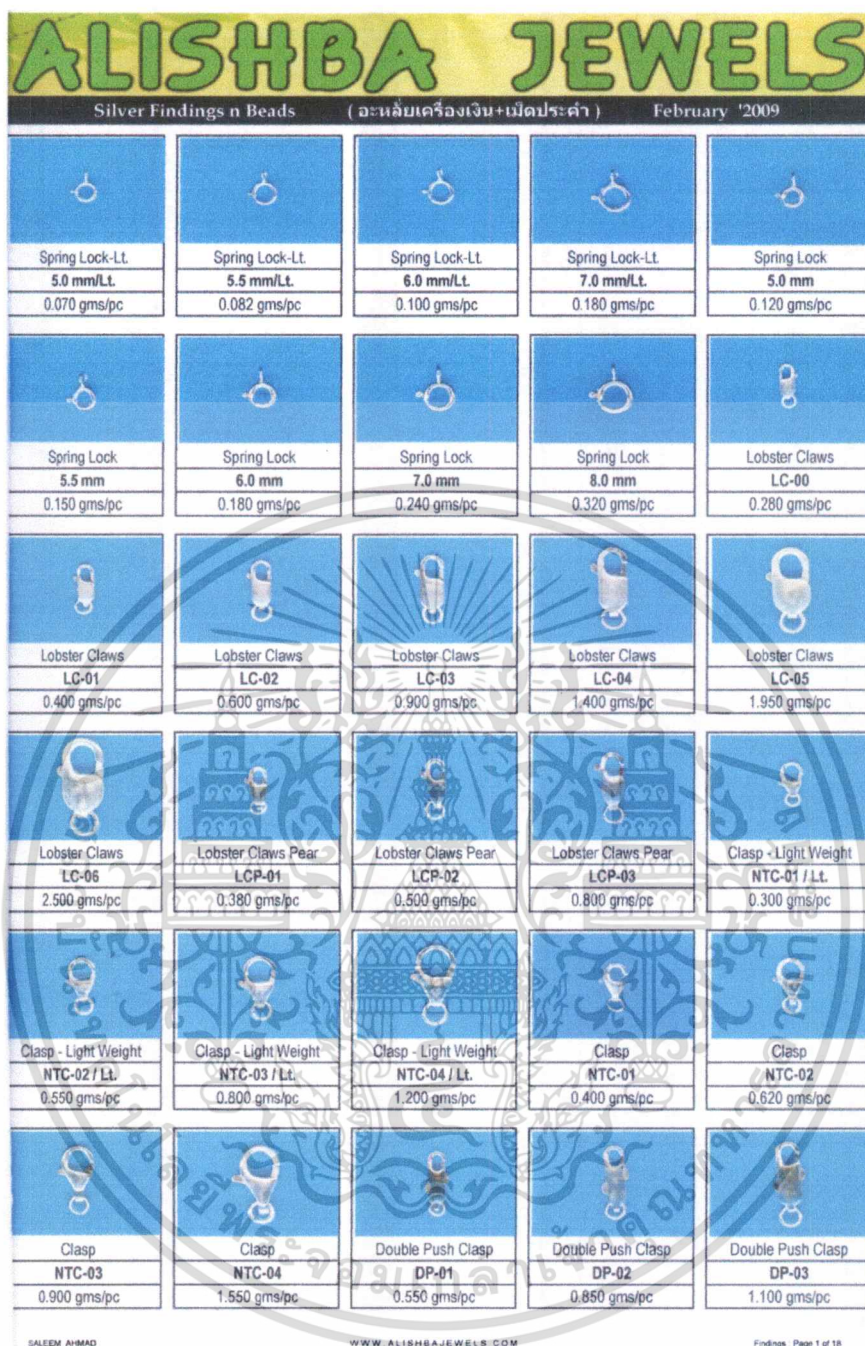 ALISHBA JEWELS
Silver Findings n Beads ( อะหลั่ยเครื่องเงิน+เม็ดประคำ ) February '2009
Spring Lock-Lt. Spring Lock-Lt. Spring Lock-Lt. Spring Lock-Lt. Spring Lock
5.0 mm/Lt. 5.5 mm/Lt. 6.0 mm/Lt. 7.0 mm/Lt. 5.0 mm
0.070 gms/pc 0.082 gms/pc 0.100 gms/pc 0.180 gms/pc 0.120 gms/pc
Spring Lock Spring Lock Spring Lock Spring Lock Lobster Claws
5.5 mm 6.0 mm 7.0 mm 8.0 mm LC-00
0.150 gms/pc 0.180 gms/pc 0.240 gms/pc 0.320 gms/pc 0.280 gms/pc
Lobster Claws Lobster Claws Lobster Claws Lobster Claws Lobster Claws
LC-01 LC-02 LC-03 LC-04 LC-05
0.400 gms/pc 0.600 gms/pc 0.900 gms/pc 1.400 gms/pc 1.950 gms/pc
Lobster Claws Lobster Claws Pear Lobster Claws Pear Lobster Claws Pear Clasp - Light Weight
LC-06 LCP-01 LCP-02 LCP-03 NTC-01 / Lt.
2.500 gms/pc 0.380 gms/pc 0.500 gms/pc 0.800 gms/pc 0.300 gms/pc
Clasp - Light Weight Clasp - Light Weight Clasp - Light Weight Clasp Clasp
NTC-02 / Lt. NTC-03 / Lt. NTC-04 / Lt. NTC-01 NTC-02
0.550 gms/pc 0.800 gms/pc 1.200 gms/pc 0.400 gms/pc 0.620 gms/pc
Clasp Clasp Double Push Clasp Double Push Clasp Double Push Clasp
NTC-03 NTC-04 DP-01 DP-02 DP-03
0.900 gms/pc 1.550 gms/pc 0.550 gms/pc 0.850 gms/pc 1.100 gms/pc
SALEEM AHMAD WWW.ALISHBAJEWELS.COM Findings Page 1 of 18